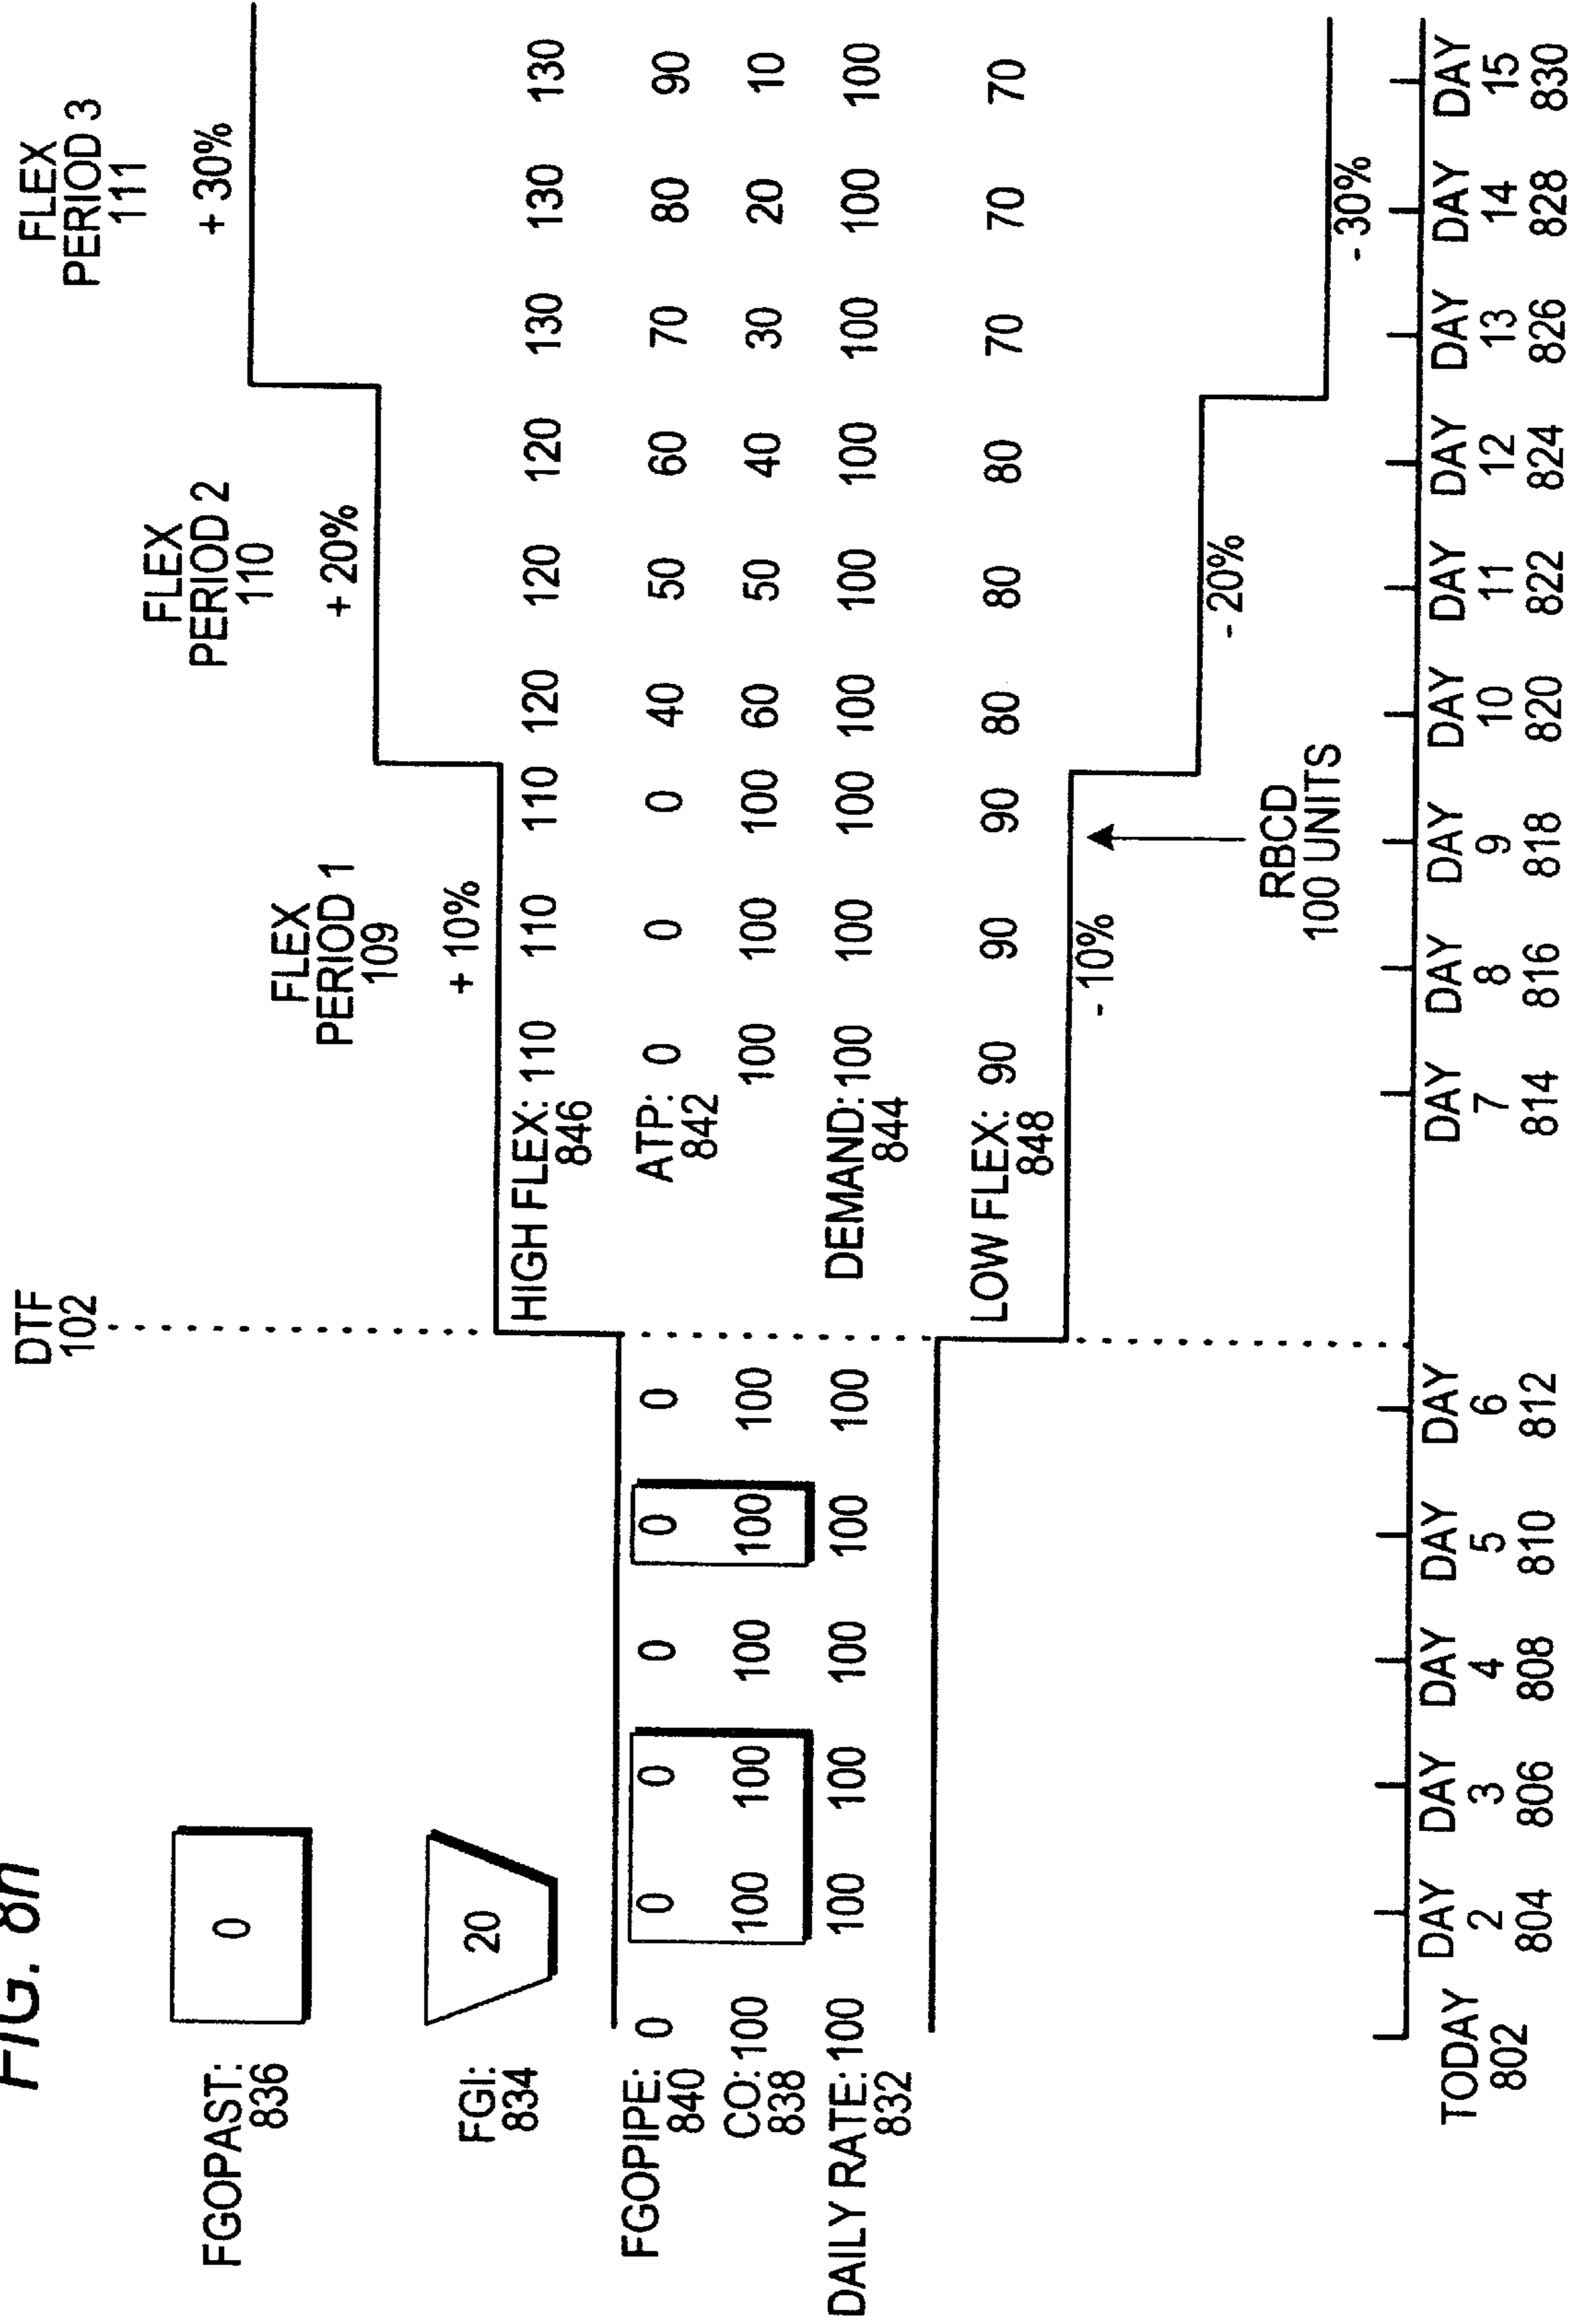 FIG. 8n
DTF
102
FLEX
PERIOD 3
111
+ 30%
FLEX
PERIOD 2
110
+ 20%
FLEX
PERIOD 1
109
+ 10%
FGOPAST:
836
0
FGI:
834
20
HIGH FLEX: 110 110 110 120 120 120 130 130 130
846
FGOPIPE: 0 0 0 0 0 0
840
ATP: 0 0 0 40 50 60 70 80 90
842
CO: 100 100 100 100 100 100 100 100 100 60 50 40 30 20 10
838
DAILY RATE: 100 100 100 100 100 100
832
DEMAND: 100 100 100 100 100 100 100 100 100
844
LOW FLEX: 90 90 90 80 80 80 70 70 70
848
- 10%
- 20%
- 30%
RBCD
100 UNITS
TODAY
802
DAY
2
804
DAY
3
806
DAY
4
808
DAY
5
810
DAY
6
812
DAY
7
814
DAY
8
816
DAY
9
818
DAY
10
820
DAY
11
822
DAY
12
824
DAY
13
826
DAY
14
828
DAY
15
830